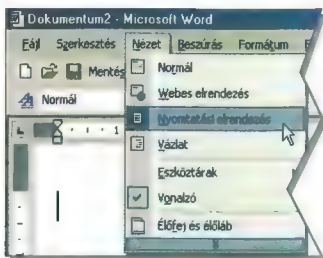 Dokumentum2 - Microsoft Word
Fájl Szerkesztés Nézet Beszúrás Formátum
Mentés
Normál
Normál
Webes elrendezés
Nyomtatási elrendezés
Vázlat
Eszköztárak
Vonalzó
Élőfej és élőláb
1